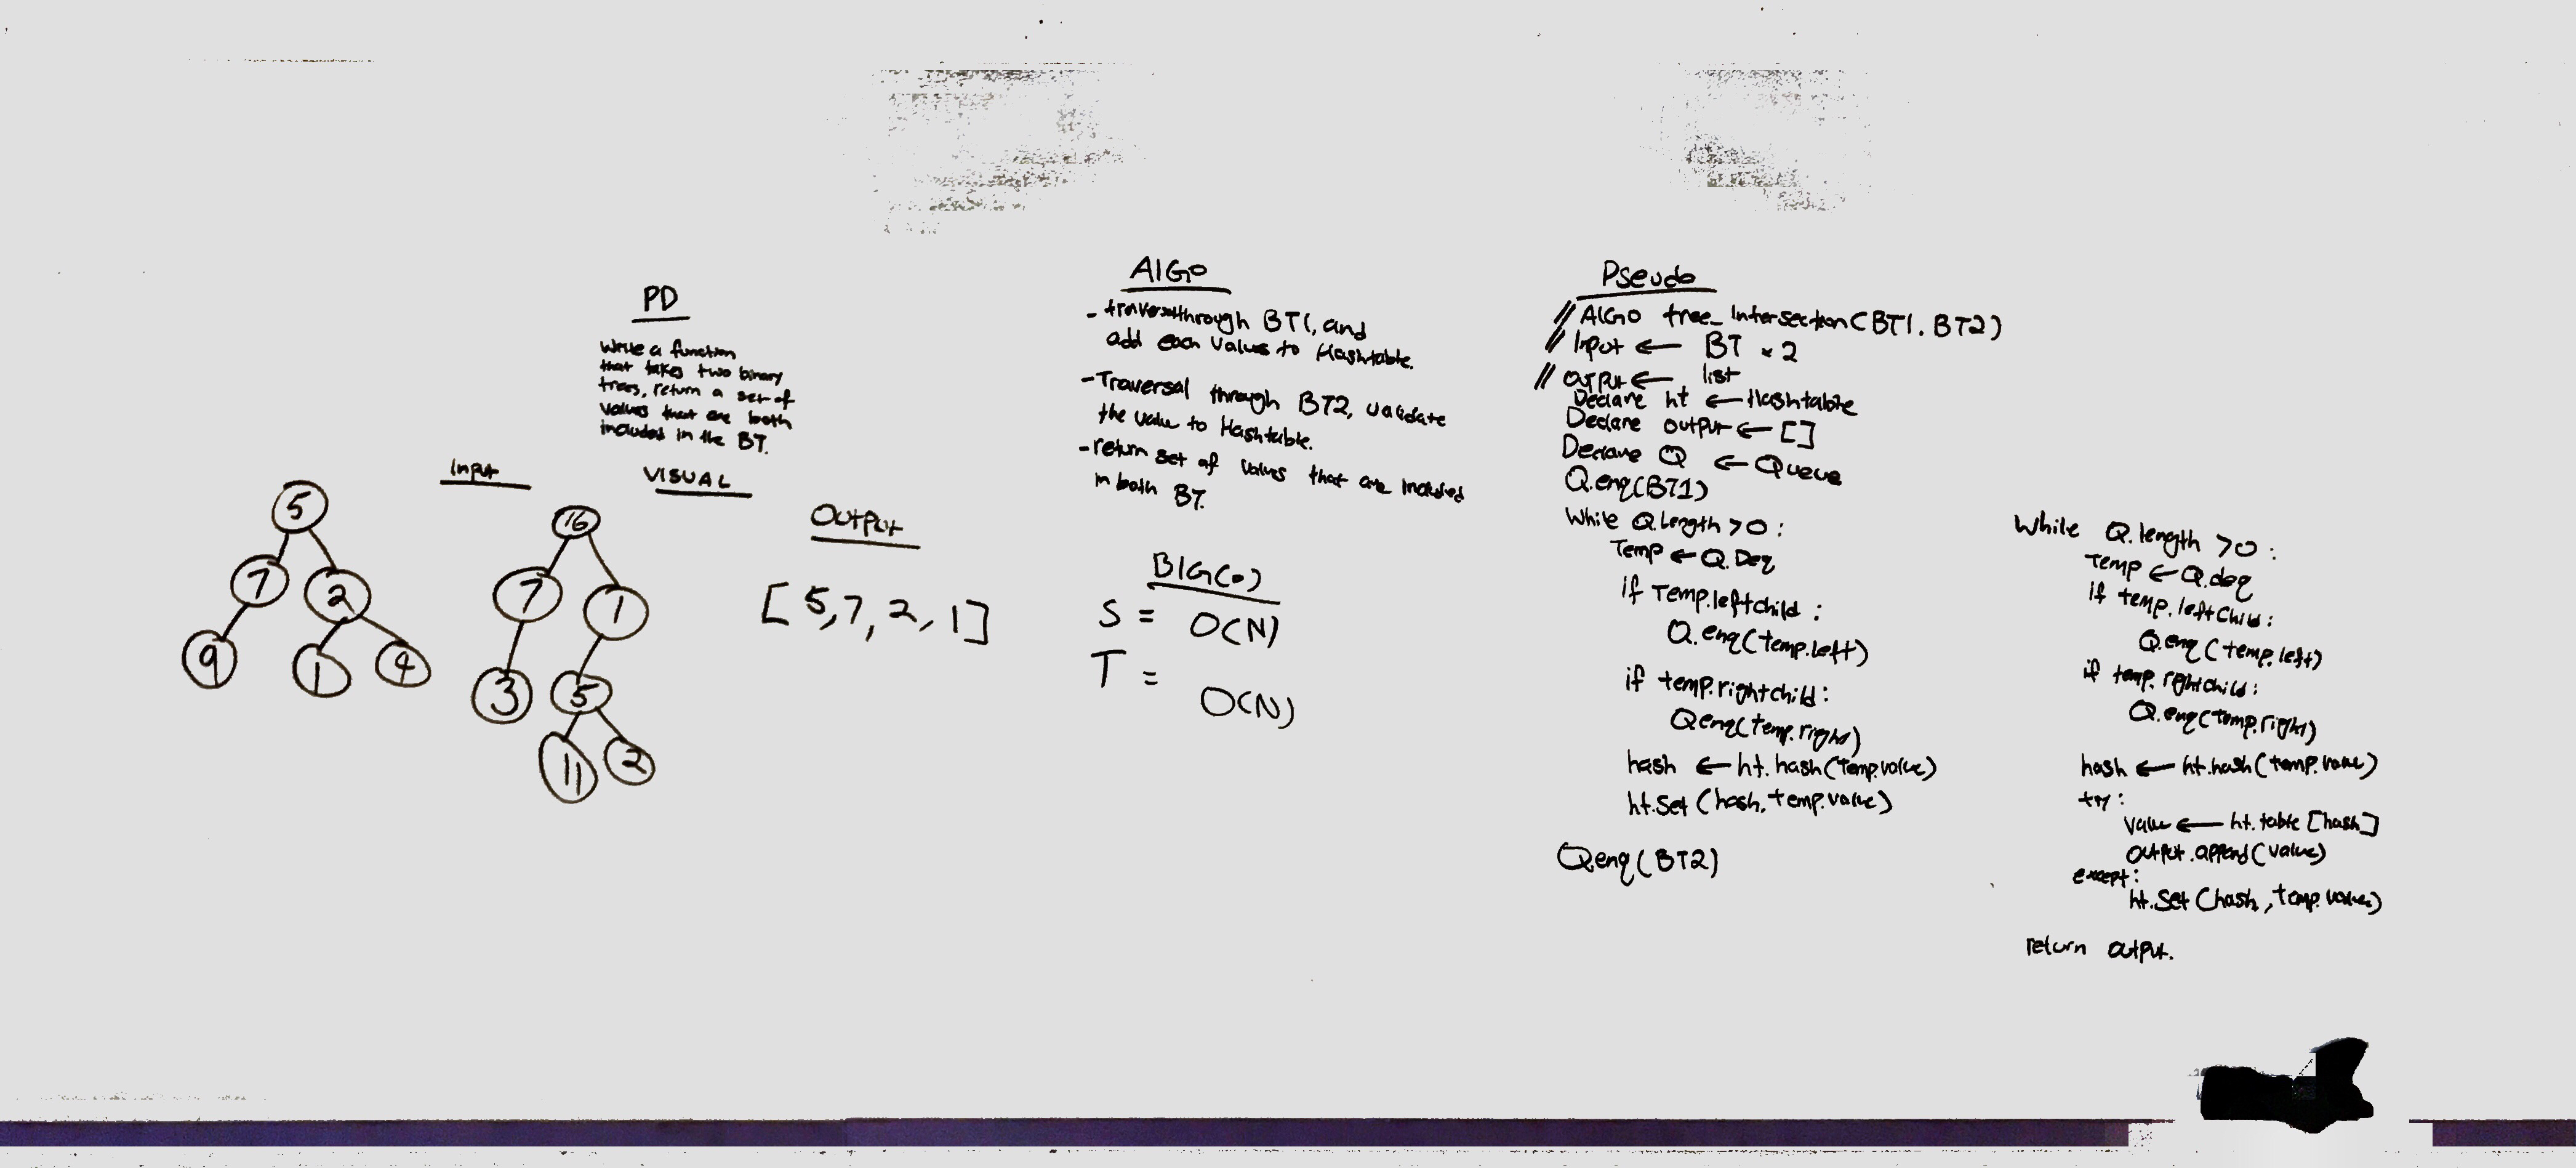 PD
Write a function
that takes two binary
trees, return a set of
values that are both
included in the BT.
Input
VISUAL
Output
5
7
2
9
1
4
16
7
1
3
5
11
2
[5,7,2,1]
AlGo
- through BT1, and
add each values to Hashtable.
- Traversal through BT2, validate
the value to Hashtable.
- return set of values that are included
in both BT.
BIG(o)
S = O(N)
T = O(N)
Pseudo
// AlGO tree_intersection(BT1, BT2)
// Input ← BT × 2
// output ← list
Declare ht ← Hashtable
Declare output ← []
Declare Q ← Queue
Q.enq(BT1)
While Q.length > 0 :
Temp ← Q.Deq
if Temp.leftchild :
Q.enq(temp.left)
if temp.rightchild:
Q.enq(temp.right)
hash ← ht.hash(Temp.value)
ht.set(hash, temp.value)
Q.enq(BT2)
While Q.length > 0 :
Temp ← Q.deq
if temp.leftChild:
Q.enq(temp.left)
if temp.rightchild:
Q.enq(temp.right)
hash ← ht.hash(temp.value)
try:
value ← ht.table [hash]
output.append(value)
except:
ht.set(hash, temp.value)
return output.